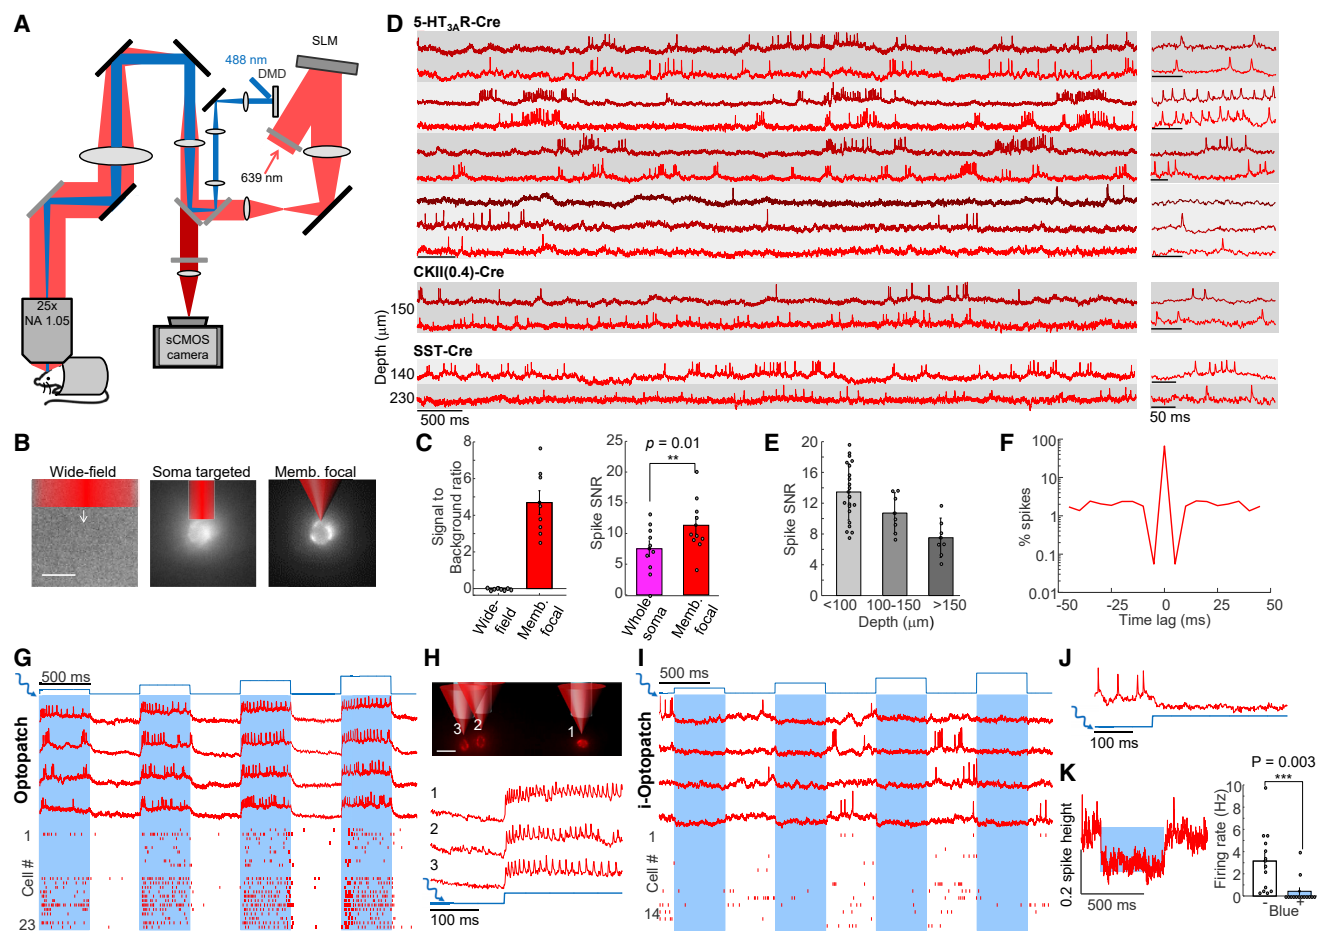 A
SLM
488 nm
DMD
639 nm
25x
NA 1.05
sCMOS
camera
D
5-HT3AR-Cre
CKII(0.4)-Cre
150
SST-Cre
140
230
Depth (μm)
500 ms
50 ms
B
Wide-field
Soma targeted
Memb. focal
C
Signal to
Background ratio
8
6
4
2
0
Wide-
field
Memb.
focal
p = 0.01
**
Spike SNR
25
20
15
10
5
0
Whole
soma
Memb.
focal
E
Spike SNR
20
16
12
8
4
0
<100
100-150
>150
Depth (μm)
F
% spikes
100
10
1
0.1
0.01
-50
-25
0
25
50
Time lag (ms)
G
500 ms
Optopatch
1
Cell #
23
H
3
2
1
1
2
3
100 ms
I
500 ms
i-Optopatch
1
Cell #
14
J
100 ms
K
0.2 spike height
500 ms
P = 0.003
***
Firing rate (Hz)
10
8
6
4
2
0
-
+
Blue